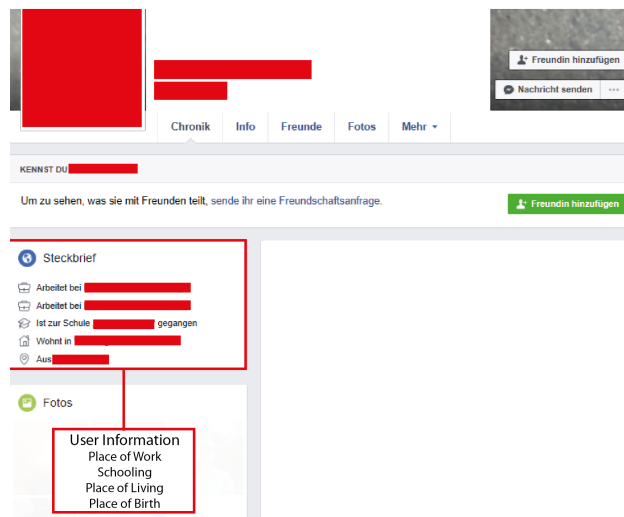 Freundin hinzufügen
Nachricht senden ...
Chronik Info Freunde Fotos Mehr
KENNST DU
Um zu sehen, was sie mit Freunden teilt, sende ihr eine Freundschaftsanfrage.
Freundin hinzufügen
Steckbrief
Arbeitet bei
Arbeitet bei
Ist zur Schule gegangen
Wohnt in
Aus
Fotos
User Information
Place of Work
Schooling
Place of Living
Place of Birth